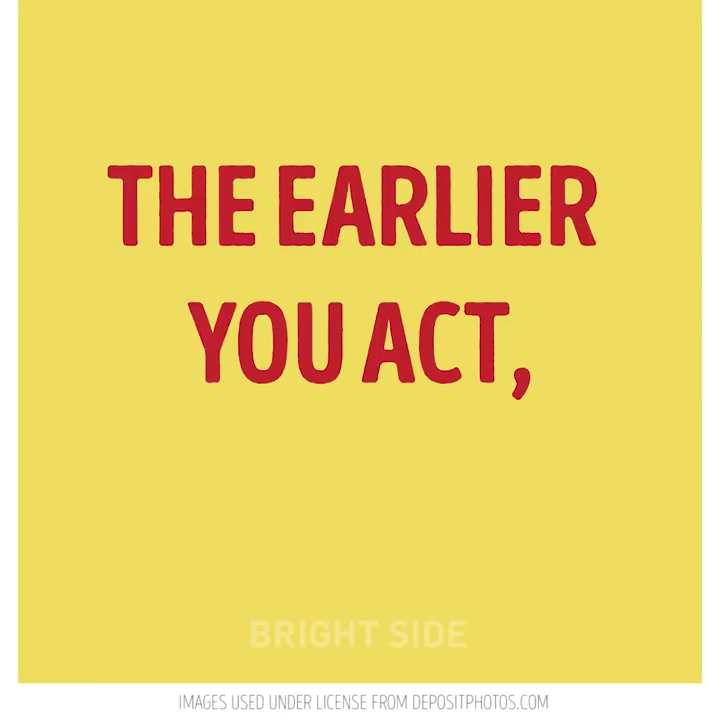 THE EARLIER
YOU ACT,
BRIGHT SIDE
IMAGES USED UNDER LICENSE FROM DEPOSITPHOTOS.COM